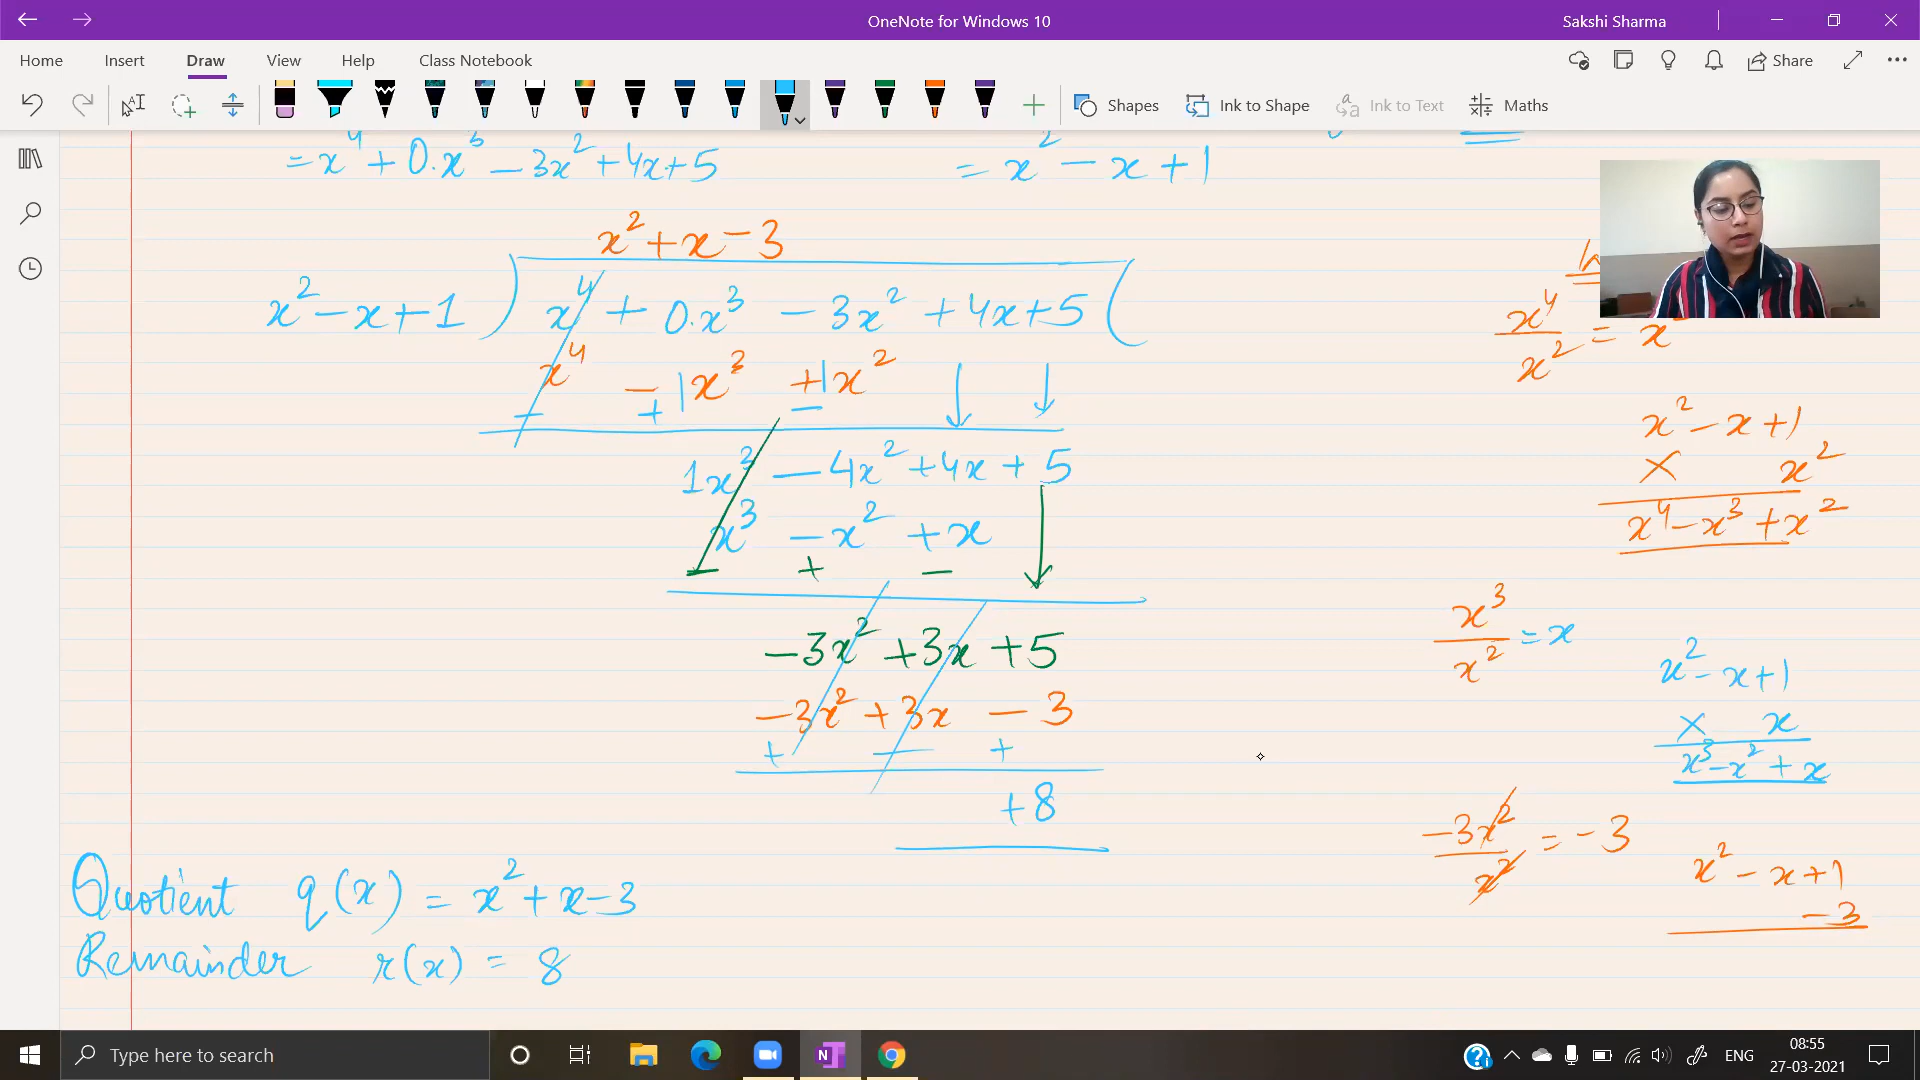 OneNote for Windows 10
Sakshi Sharma
Home Insert Draw View Help Class Notebook
Share
Shapes Ink to Shape Ink to Text Maths
= x⁴ + 0.x³ - 3x² + 4x + 5
= x² - x + 1
x² + x - 3
x² - x + 1 ) x⁴ + 0.x³ - 3x² + 4x + 5 (
x⁴ - 1x³ + 1x²
- + -
1x³ - 4x² + 4x + 5
x³ - x² + x
- + -
-3x² + 3x + 5
-3x² + 3x - 3
+ - +
+8
Quotient q(x) = x² + x - 3
Remainder r(x) = 8
x⁴/x² = x²
x² - x + 1
× x²
x⁴ - x³ + x²
x³/x² = x
x² - x + 1
× x
x³ - x² + x
-3x²/x² = -3
x² - x + 1
-3
Type here to search
ENG
08:55
27-03-2021